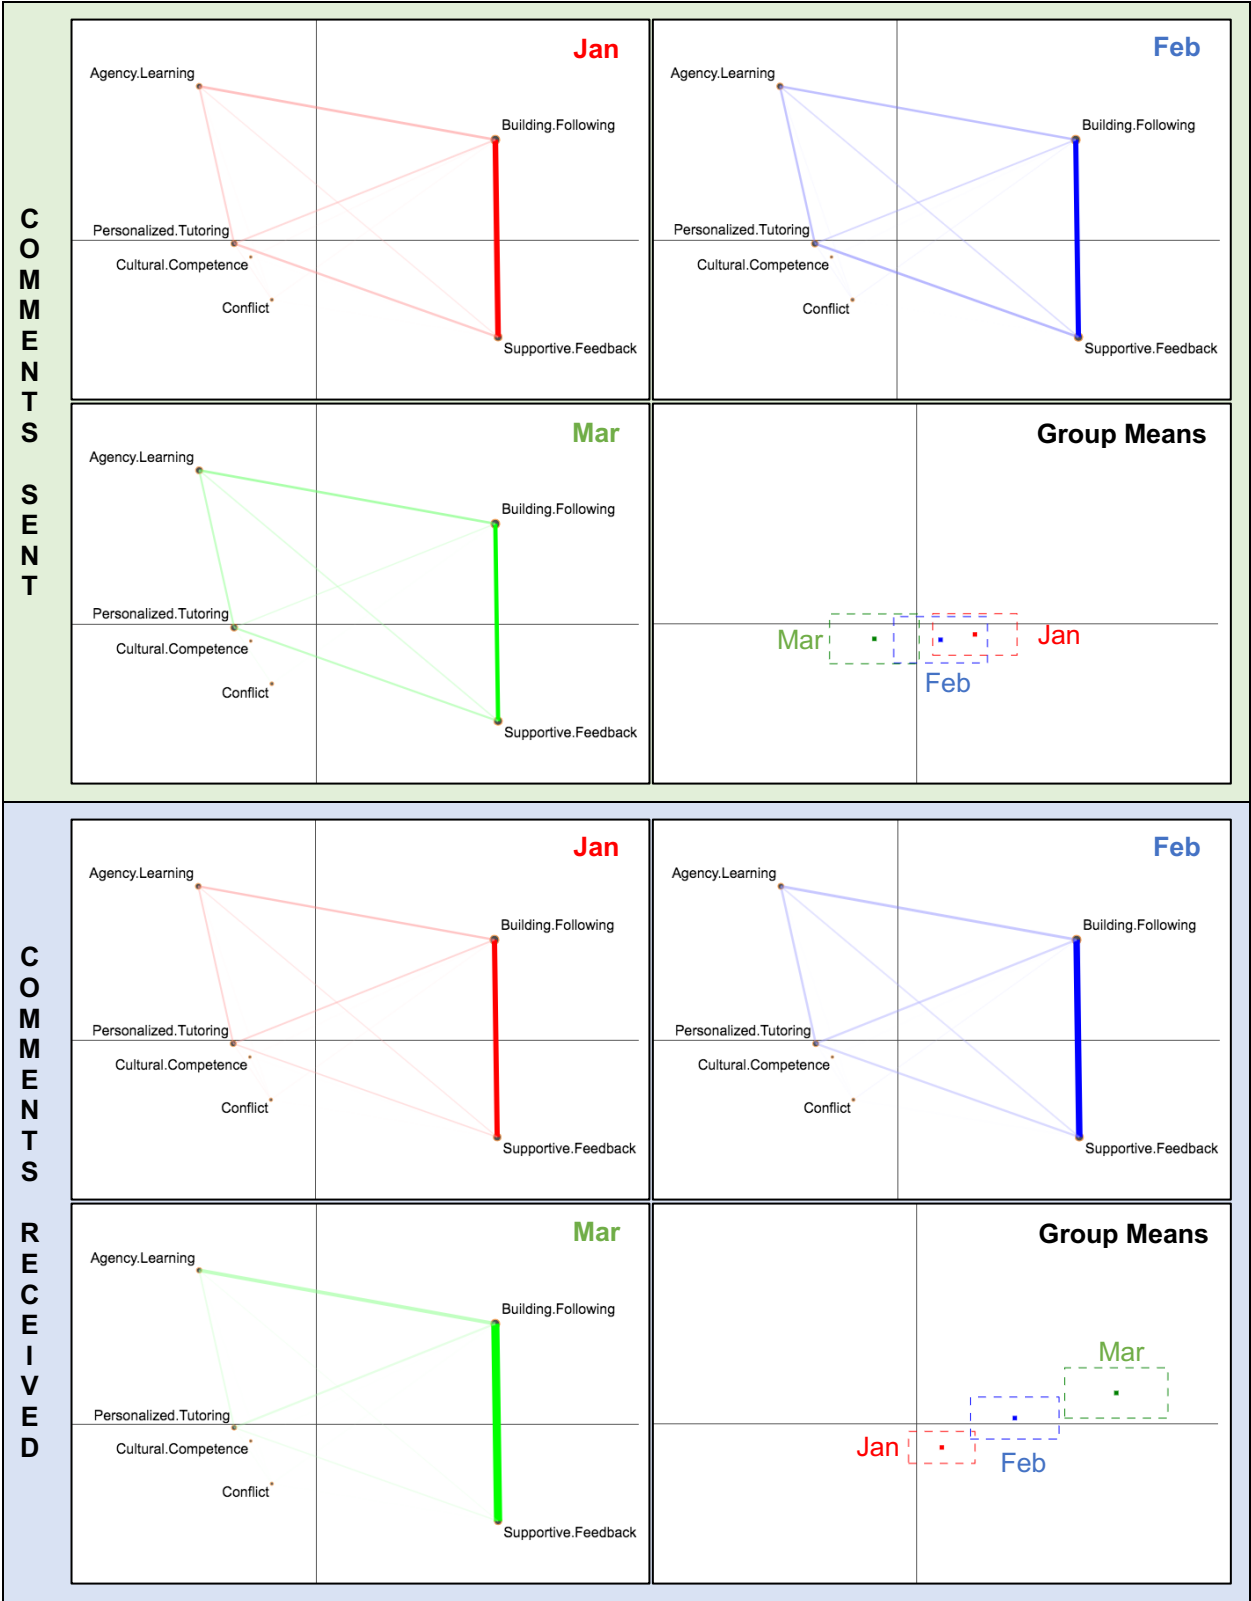 COMMENTS SENT
Jan
Agency.Learning
Building.Following
Personalized.Tutoring
Cultural.Competence
Conflict
Supportive.Feedback
Feb
Agency.Learning
Building.Following
Personalized.Tutoring
Cultural.Competence
Conflict
Supportive.Feedback
Mar
Agency.Learning
Building.Following
Personalized.Tutoring
Cultural.Competence
Conflict
Supportive.Feedback
Group Means
Mar
Jan
Feb
COMMENTS RECEIVED
Jan
Agency.Learning
Building.Following
Personalized.Tutoring
Cultural.Competence
Conflict
Supportive.Feedback
Feb
Agency.Learning
Building.Following
Personalized.Tutoring
Cultural.Competence
Conflict
Supportive.Feedback
Mar
Agency.Learning
Building.Following
Personalized.Tutoring
Cultural.Competence
Conflict
Supportive.Feedback
Group Means
Mar
Jan
Feb